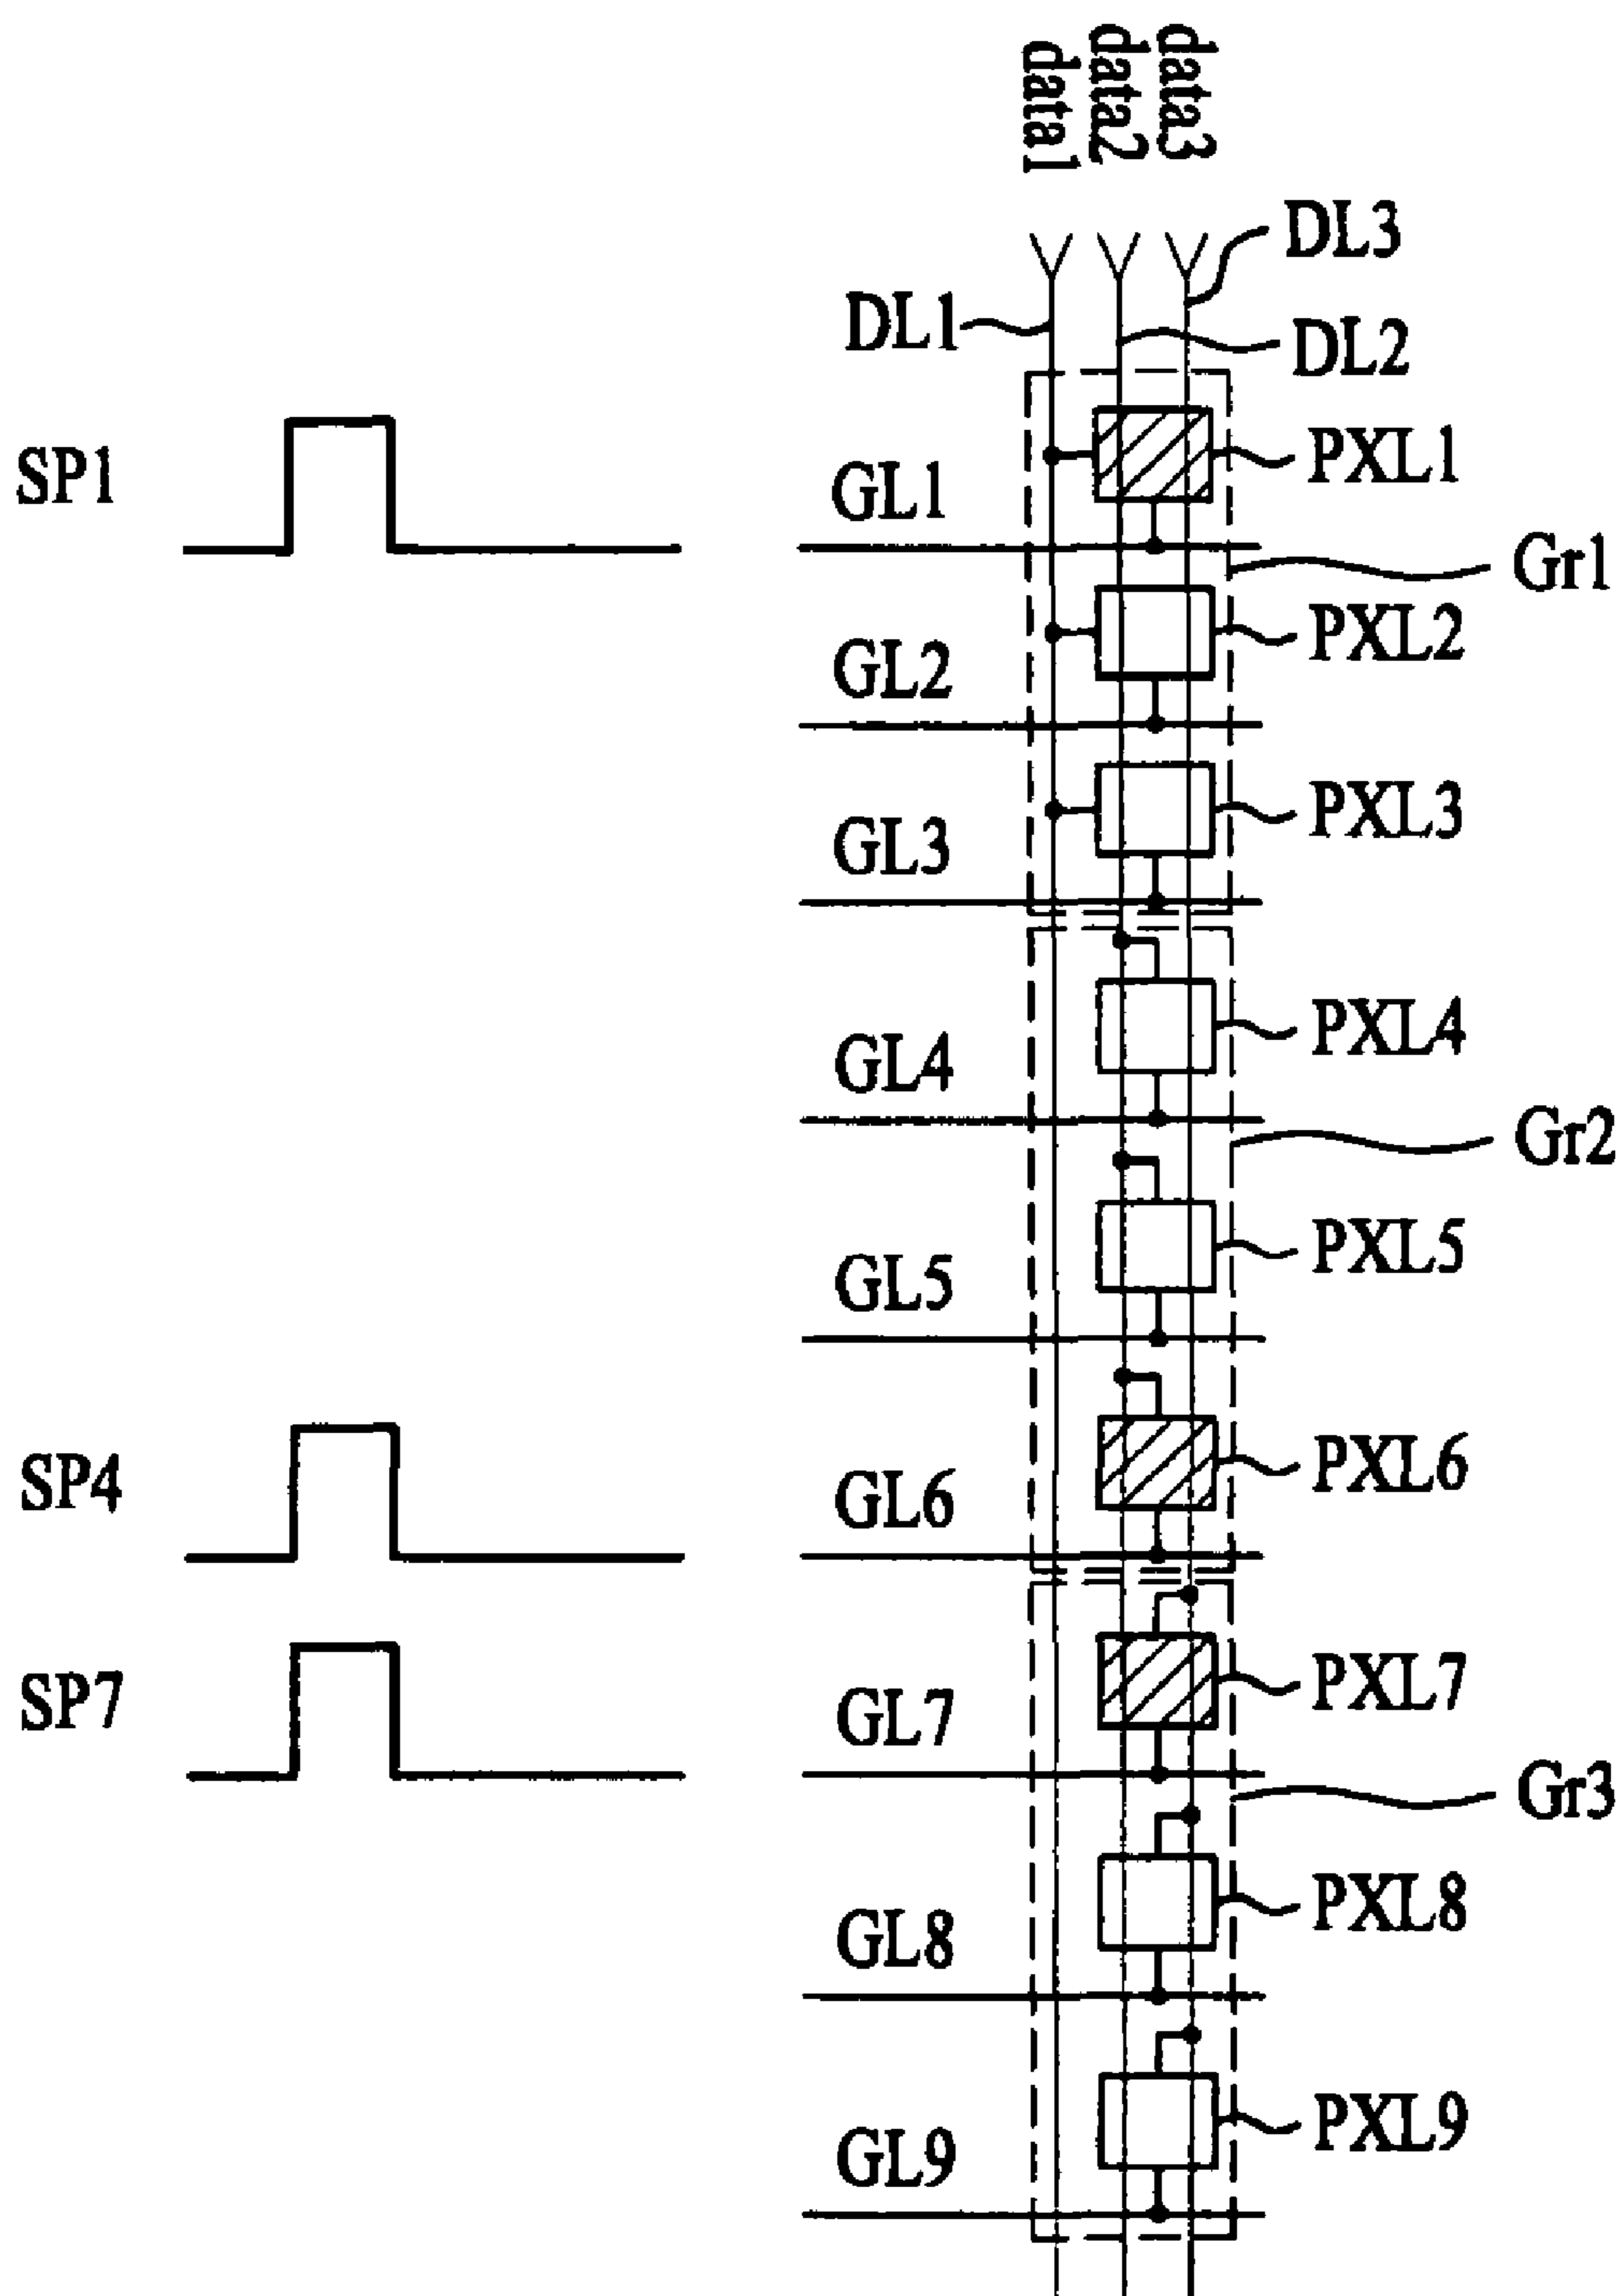 data1
data2
data3
DL3
DL1
DL2
SP1
GL1
PXL1
Gr1
GL2
PXL2
GL3
PXL3
GL4
PXL4
Gr2
GL5
PXL5
SP4
GL6
PXL6
SP7
GL7
PXL7
Gr3
GL8
PXL8
GL9
PXL9